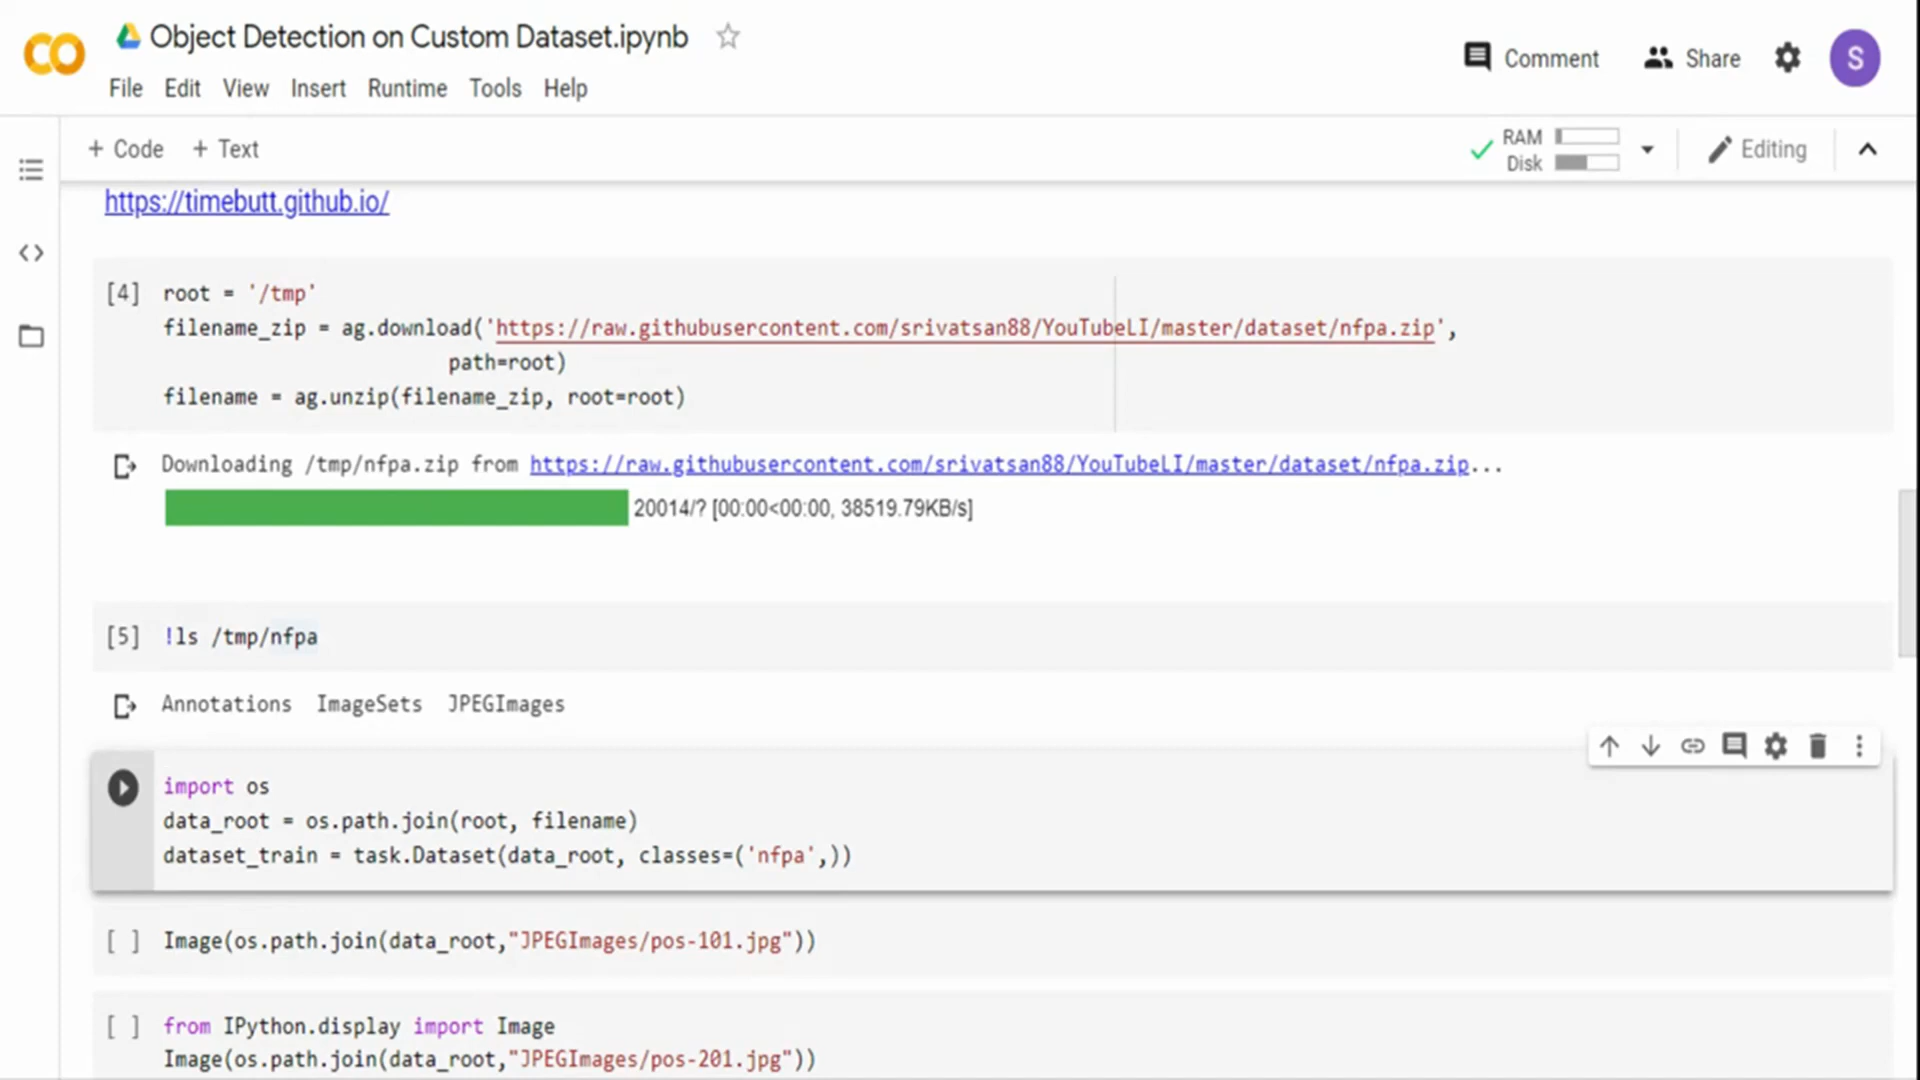 Object Detection on Custom Dataset.ipynb
Comment
Share
S
File Edit View Insert Runtime Tools Help
+ Code + Text
RAM
Disk
Editing
https://timebutt.github.io/
[4] root = '/tmp'
filename_zip = ag.download('https://raw.githubusercontent.com/srivatsan88/YouTubeLI/master/dataset/nfpa.zip',
path=root)
filename = ag.unzip(filename_zip, root=root)
Downloading /tmp/nfpa.zip from https://raw.githubusercontent.com/srivatsan88/YouTubeLI/master/dataset/nfpa.zip...
20014/? [00:00<00:00, 38519.79KB/s]
[5] !ls /tmp/nfpa
Annotations ImageSets JPEGImages
import os
data_root = os.path.join(root, filename)
dataset_train = task.Dataset(data_root, classes=('nfpa',))
[ ] Image(os.path.join(data_root,"JPEGImages/pos-101.jpg"))
[ ] from IPython.display import Image
Image(os.path.join(data_root,"JPEGImages/pos-201.jpg"))